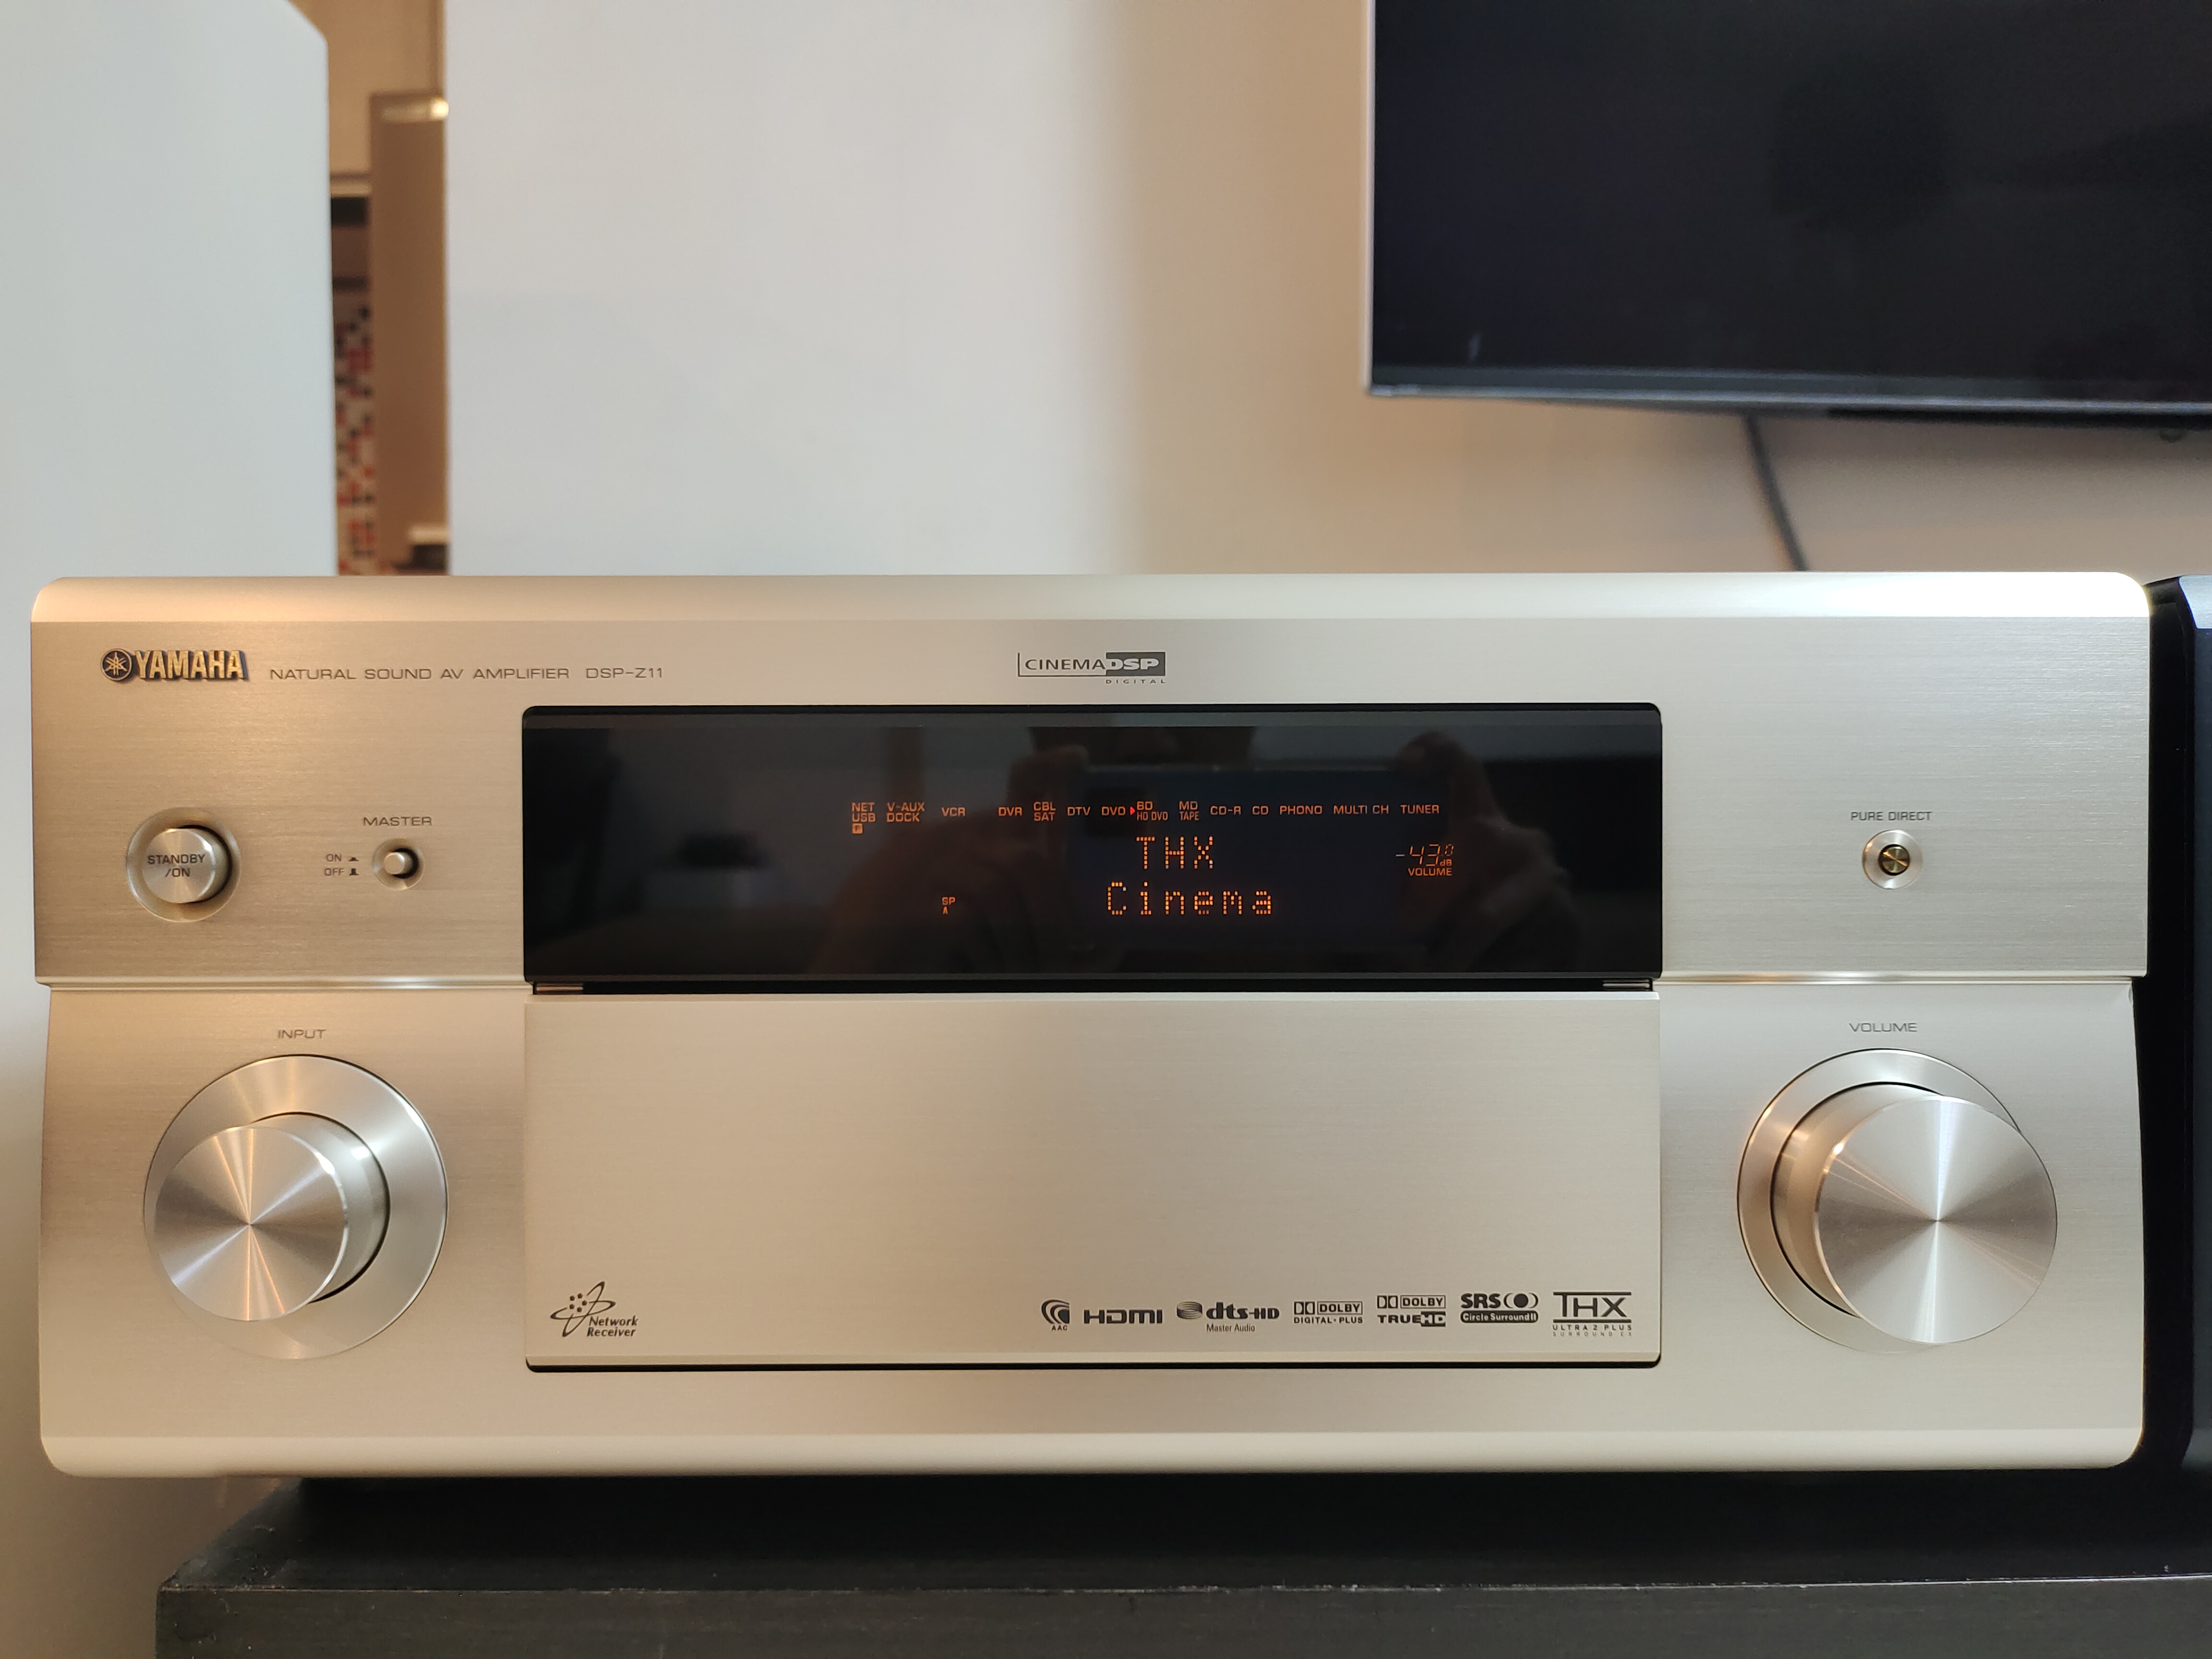 YAMAHA NATURAL SOUND AV AMPLIFIER DSP-Z11
CINEMA DSP
DIGITAL
STANDBY
/ON
MASTER
ON
OFF
NET
USB
V-AUX
DOCK
VCR
DVR
CBL
SAT
DTV
DVD
BD
HD DVD
MD
TAPE
CD-R
CD
PHONO
MULTI CH
TUNER
THX
Cinema
-43.0
dB
VOLUME
SP
A
PURE DIRECT
INPUT
VOLUME
Network
Receiver
AAC
HDMI
dts-HD
Master Audio
DOLBY
DIGITAL PLUS
DOLBY
TRUEHD
SRS
Circle Surround II
THX
ULTRA 2 PLUS
SURROUND EX